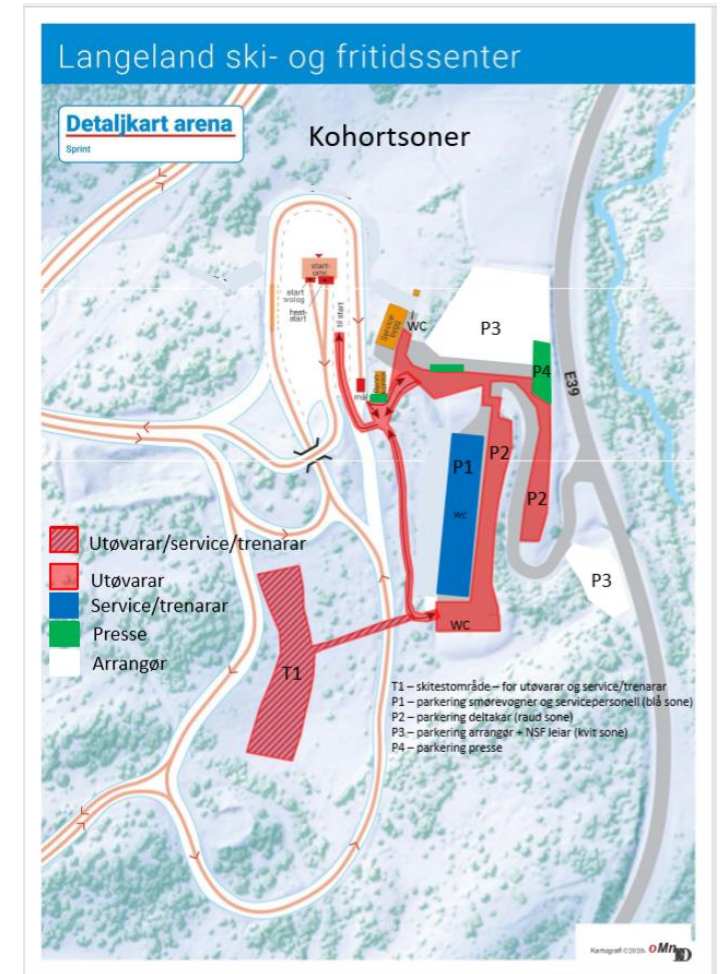 Langeland ski- og fritidssenter
Detaljkart arena
Sprint
Kohortsoner
start-
start
prolog
heat-
start
til start
mål
WC
P3
P4
E39
P1
P2
WC
P2
P3
WC
T1
Utøvarar/service/trenarar
Utøvarar
Service/trenarar
Presse
Arrangør
T1 – skitestområde – for utøvarar og service/trenarar
P1 – parkering smørevogner og servicepersonell (blå sone)
P2 – parkering deltakar (raud sone)
P3 – parkering arrangør + NSF leiar (kvit sone)
P4 – parkering presse